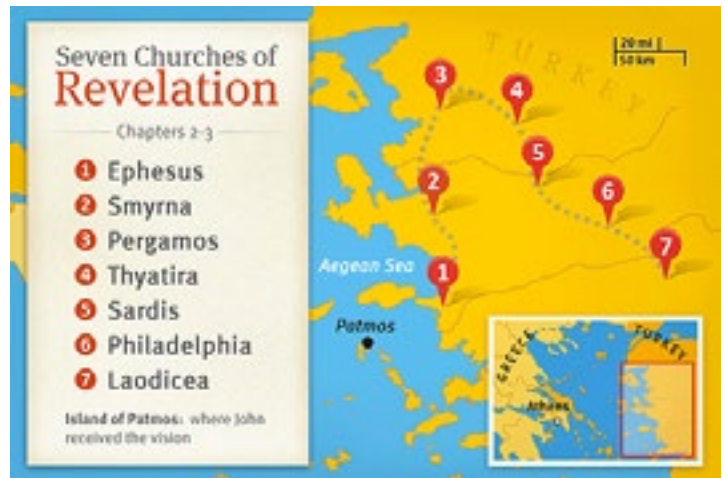 Seven Churches of
Revelation
Chapters 2-3
1 Ephesus
2 Smyrna
3 Pergamos
4 Thyatira
5 Sardis
6 Philadelphia
7 Laodicea
Island of Patmos: where John
received the vision
TURKEY
20 mi
50 km
3
4
5
2
6
7
1
Aegean Sea
Patmos
GREECE
TURKEY
Athens